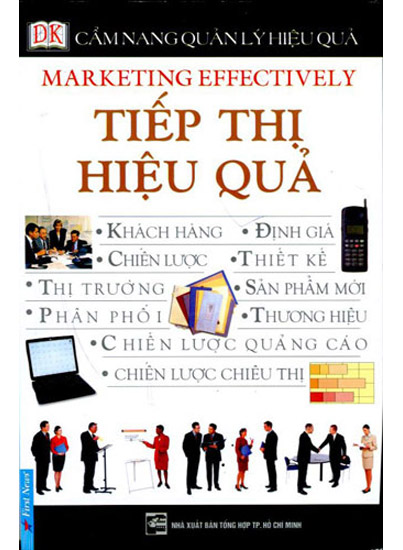 DK CẨM NANG QUẢN LÝ HIỆU QUẢ
MARKETING EFFECTIVELY
TIẾP THỊ
HIỆU QUẢ
• KHÁCH HÀNG • ĐỊNH GIÁ
• CHIẾN LƯỢC • THIẾT KẾ
• THỊ TRƯỜNG • SẢN PHẨM MỚI
• PHÂN PHỐI • THƯƠNG HIỆU
• CHIẾN LƯỢC QUẢNG CÁO
• CHIẾN LƯỢC CHIÊU THỊ
First News
NHÀ XUẤT BẢN TỔNG HỢP TP. HỒ CHÍ MINH